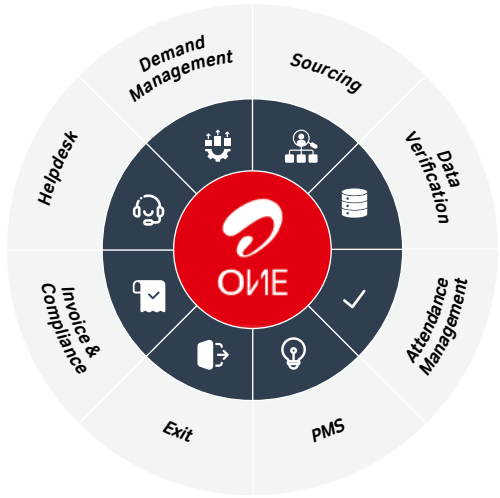 Demand
Management
Sourcing
Data
Verification
Attendance
Management
PMS
Exit
Invoice &
Compliance
Helpdesk
ONE